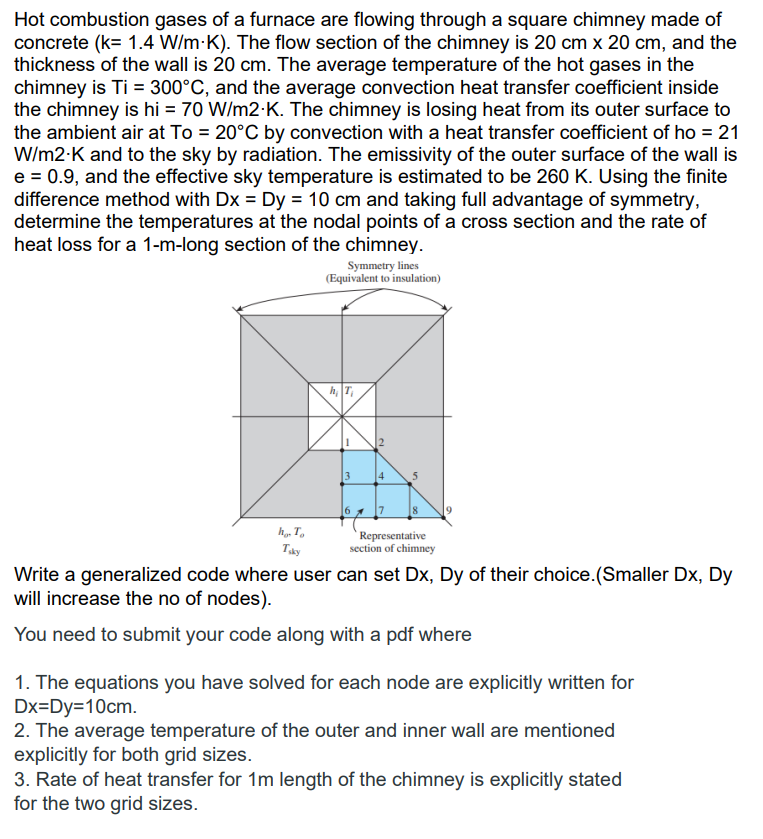 Hot combustion gases of a furnace are flowing through a square chimney made of
concrete (k= 1.4 W/m·K). The flow section of the chimney is 20 cm x 20 cm, and the
thickness of the wall is 20 cm. The average temperature of the hot gases in the
chimney is Ti = 300°C, and the average convection heat transfer coefficient inside
the chimney is hi = 70 W/m2·K. The chimney is losing heat from its outer surface to
the ambient air at To = 20°C by convection with a heat transfer coefficient of ho = 21
W/m2·K and to the sky by radiation. The emissivity of the outer surface of the wall is
e = 0.9, and the effective sky temperature is estimated to be 260 K. Using the finite
difference method with Dx = Dy = 10 cm and taking full advantage of symmetry,
determine the temperatures at the nodal points of a cross section and the rate of
heat loss for a 1-m-long section of the chimney.
Symmetry lines
(Equivalent to insulation)
hi Ti
1 2
3 4 5
6 7 8 9
ho, To
Tsky
Representative
section of chimney
Write a generalized code where user can set Dx, Dy of their choice.(Smaller Dx, Dy
will increase the no of nodes).
You need to submit your code along with a pdf where
1. The equations you have solved for each node are explicitly written for
Dx=Dy=10cm.
2. The average temperature of the outer and inner wall are mentioned
explicitly for both grid sizes.
3. Rate of heat transfer for 1m length of the chimney is explicitly stated
for the two grid sizes.